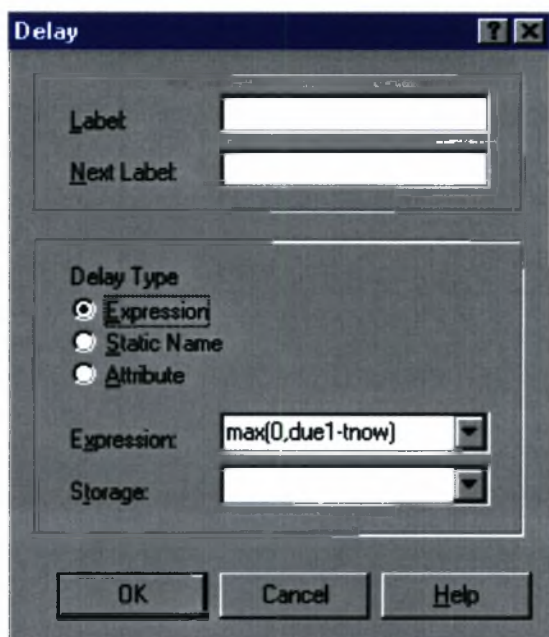 Delay
Label:
Next Label:
Delay Type
Expression
Static Name
Attribute
Expression: max(0,due1-tnow)
Storage:
OK Cancel Help